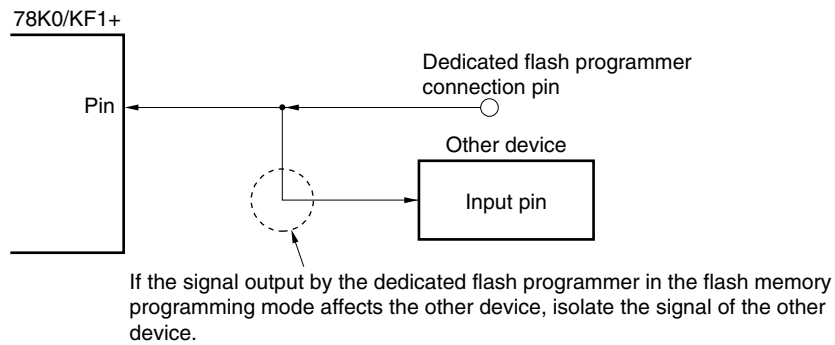 78K0/KF1+
Dedicated flash programmer
connection pin
Pin
Other device
Input pin
If the signal output by the dedicated flash programmer in the flash memory
programming mode affects the other device, isolate the signal of the other
device.